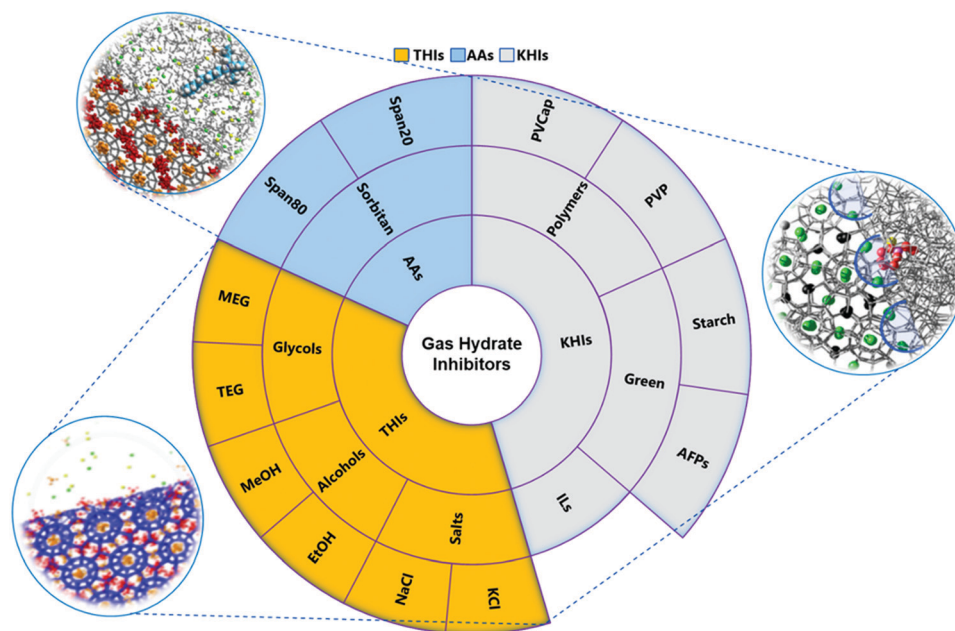 THIs AAs KHIs
Span20
PVCap
Span80
Sorbitan
Polymers
PVP
AAs
MEG
Glycols
Gas Hydrate
Inhibitors
KHIs
Green
Starch
TEG
THIs
AFPs
MeOH
Alcohols
ILs
EtOH
Salts
NaCl
KCl